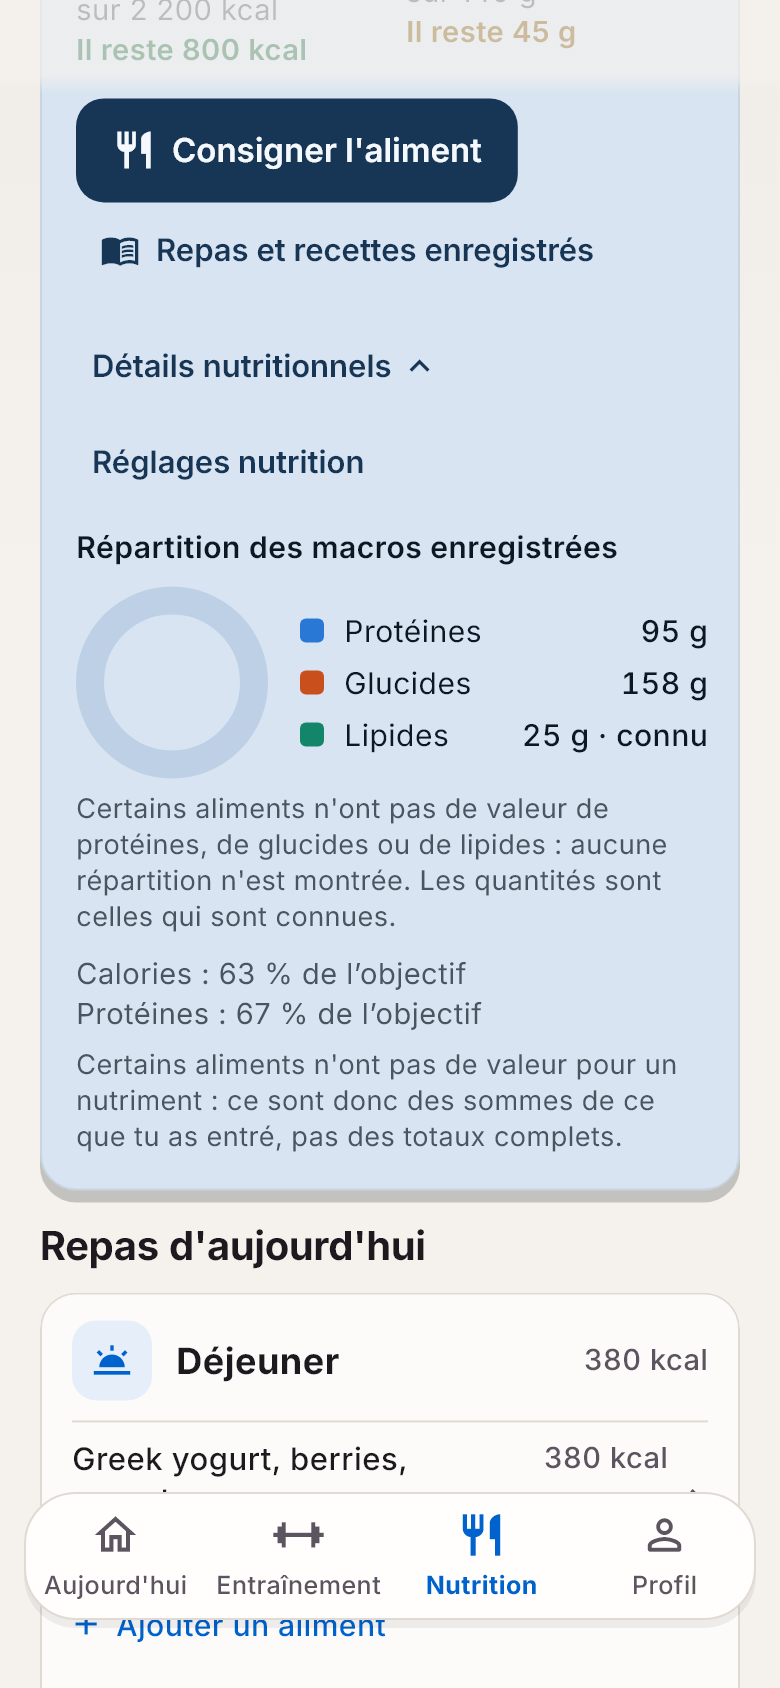 sur 2 200 kcal
Il reste 800 kcal
Il reste 45 g
Consigner l'aliment
Repas et recettes enregistrés
Détails nutritionnels
Réglages nutrition
Répartition des macros enregistrées
Protéines 95 g
Glucides 158 g
Lipides 25 g · connu
Certains aliments n'ont pas de valeur de
protéines, de glucides ou de lipides : aucune
répartition n'est montrée. Les quantités sont
celles qui sont connues.
Calories : 63 % de l’objectif
Protéines : 67 % de l’objectif
Certains aliments n'ont pas de valeur pour un
nutriment : ce sont donc des sommes de ce
que tu as entré, pas des totaux complets.
Repas d'aujourd'hui
Déjeuner 380 kcal
Greek yogurt, berries, 380 kcal
Aujourd'hui Entraînement Nutrition Profil
+ Ajouter un aliment